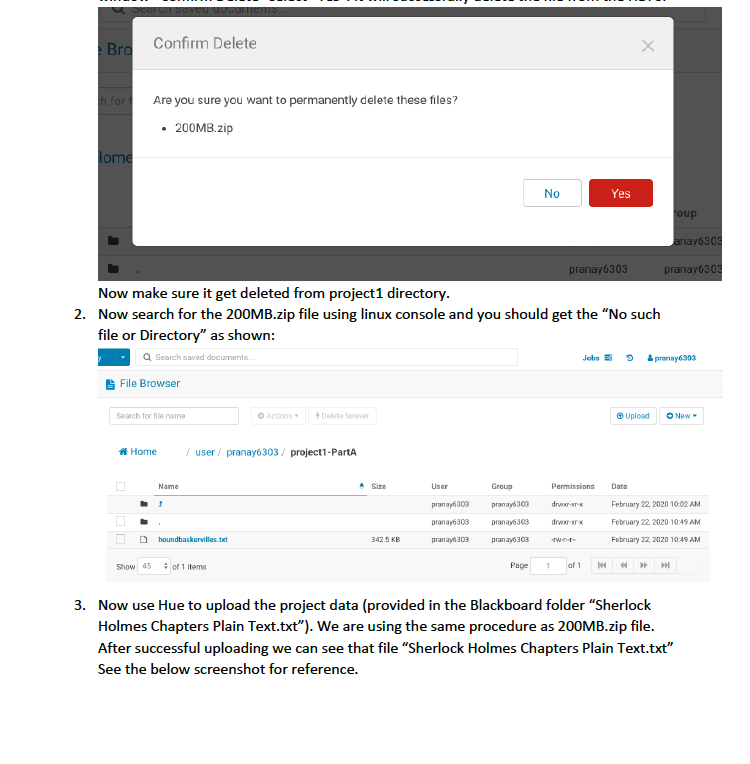 Confirm Delete
Are you sure you want to permanently delete these files?
• 200MB.zip
Home
No Yes
roup
pranay6303
. pranay6303 pranay6303
Now make sure it get deleted from project1 directory.
2. Now search for the 200MB.zip file using linux console and you should get the “No such
file or Directory” as shown:
y Search saved documents... Jobs pranay6303
File Browser
Search for file name Actions Delete forever Upload New
Home / user / pranay6303 / project1-PartA
Name Size User Group Permissions Date
pranay6303 pranay6303 drwxr-xr-x February 22, 2020 10:02 AM
. pranay6303 pranay6303 drwxr-xr-x February 22, 2020 10:49 AM
houndbaskervilles.txt 342.5 KB pranay6303 pranay6303 -rw-r--r-- February 22, 2020 10:49 AM
Show 45 of 1 items Page 1 of 1
3. Now use Hue to upload the project data (provided in the Blackboard folder “Sherlock
Holmes Chapters Plain Text.txt”). We are using the same procedure as 200MB.zip file.
After successful uploading we can see that file “Sherlock Holmes Chapters Plain Text.txt”
See the below screenshot for reference.